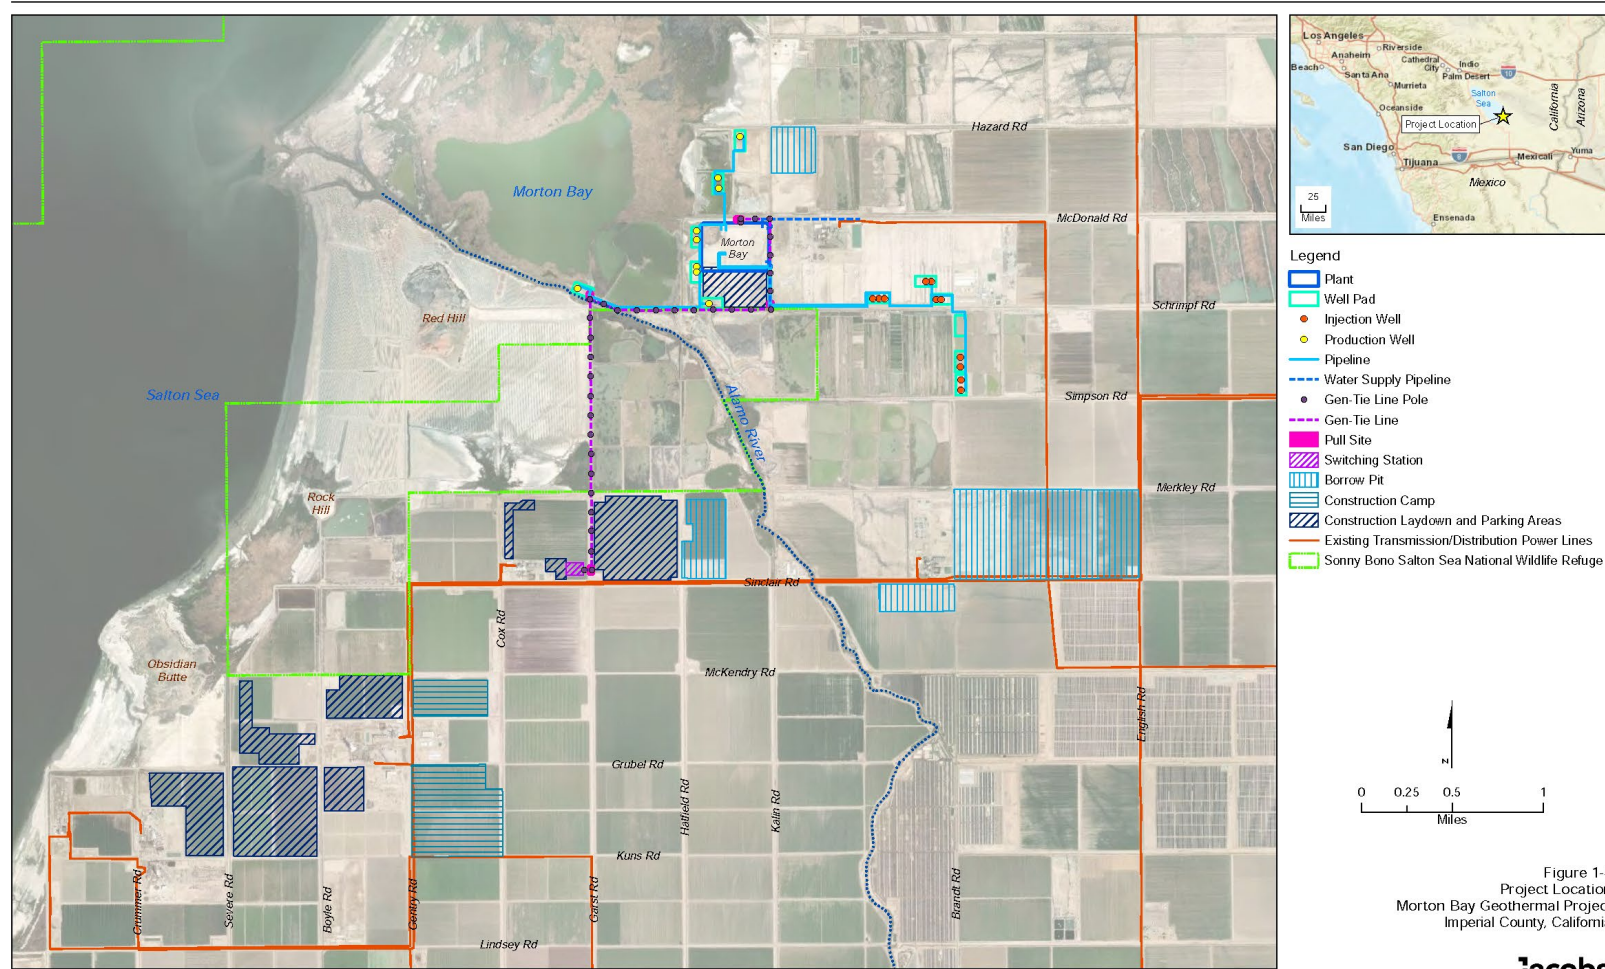 Morton Bay
Hazard Rd
McDonald Rd
Morton
Bay
Schrimpf Rd
Red Hill
Salton Sea
Alamo River
Simpson Rd
Merkley Rd
Rock
Hill
Sinclair Rd
Cox Rd
Obsidian
Butte
McKendry Rd
English Rd
Grubel Rd
Hatfield Rd
Kalin Rd
Kuns Rd
Crummer Rd
Severe Rd
Boyle Rd
Gentry Rd
Garst Rd
Brandt Rd
Lindsey Rd
Los Angeles
Riverside
Anaheim
Cathedral
City
Indio
Beach
Santa Ana
Palm Desert
10
Murrieta
Salton
Sea
Oceanside
California
Arizona
Project Location
San Diego
8
Yuma
Tijuana
Mexicali
Mexico
25
Miles
Ensenada
Legend
Plant
Well Pad
Injection Well
Production Well
Pipeline
Water Supply Pipeline
Gen-Tie Line Pole
Gen-Tie Line
Pull Site
Switching Station
Borrow Pit
Construction Camp
Construction Laydown and Parking Areas
Existing Transmission/Distribution Power Lines
Sonny Bono Salton Sea National Wildlife Refuge
N
0 0.25 0.5 1
Miles
Figure 1-
Project Location
Morton Bay Geothermal Projec
Imperial County, California
Jacobs